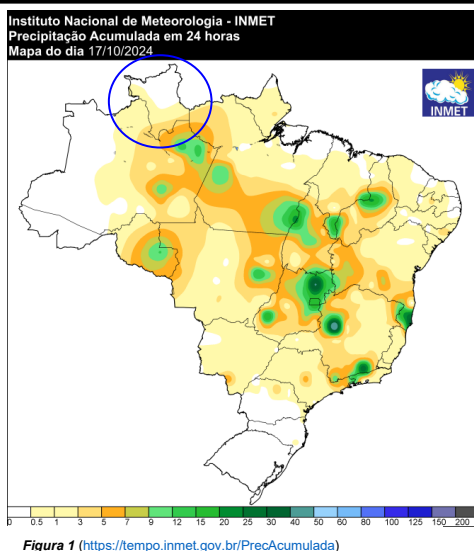 Instituto Nacional de Meteorologia - INMET
Precipitação Acumulada em 24 horas
Mapa do dia 17/10/2024
INMET
0 0.5 1 3 5 7 9 12 15 20 25 30 40 50 60 80 100 125 150 200
Figura 1 (https://tempo.inmet.gov.br/PrecAcumulada)